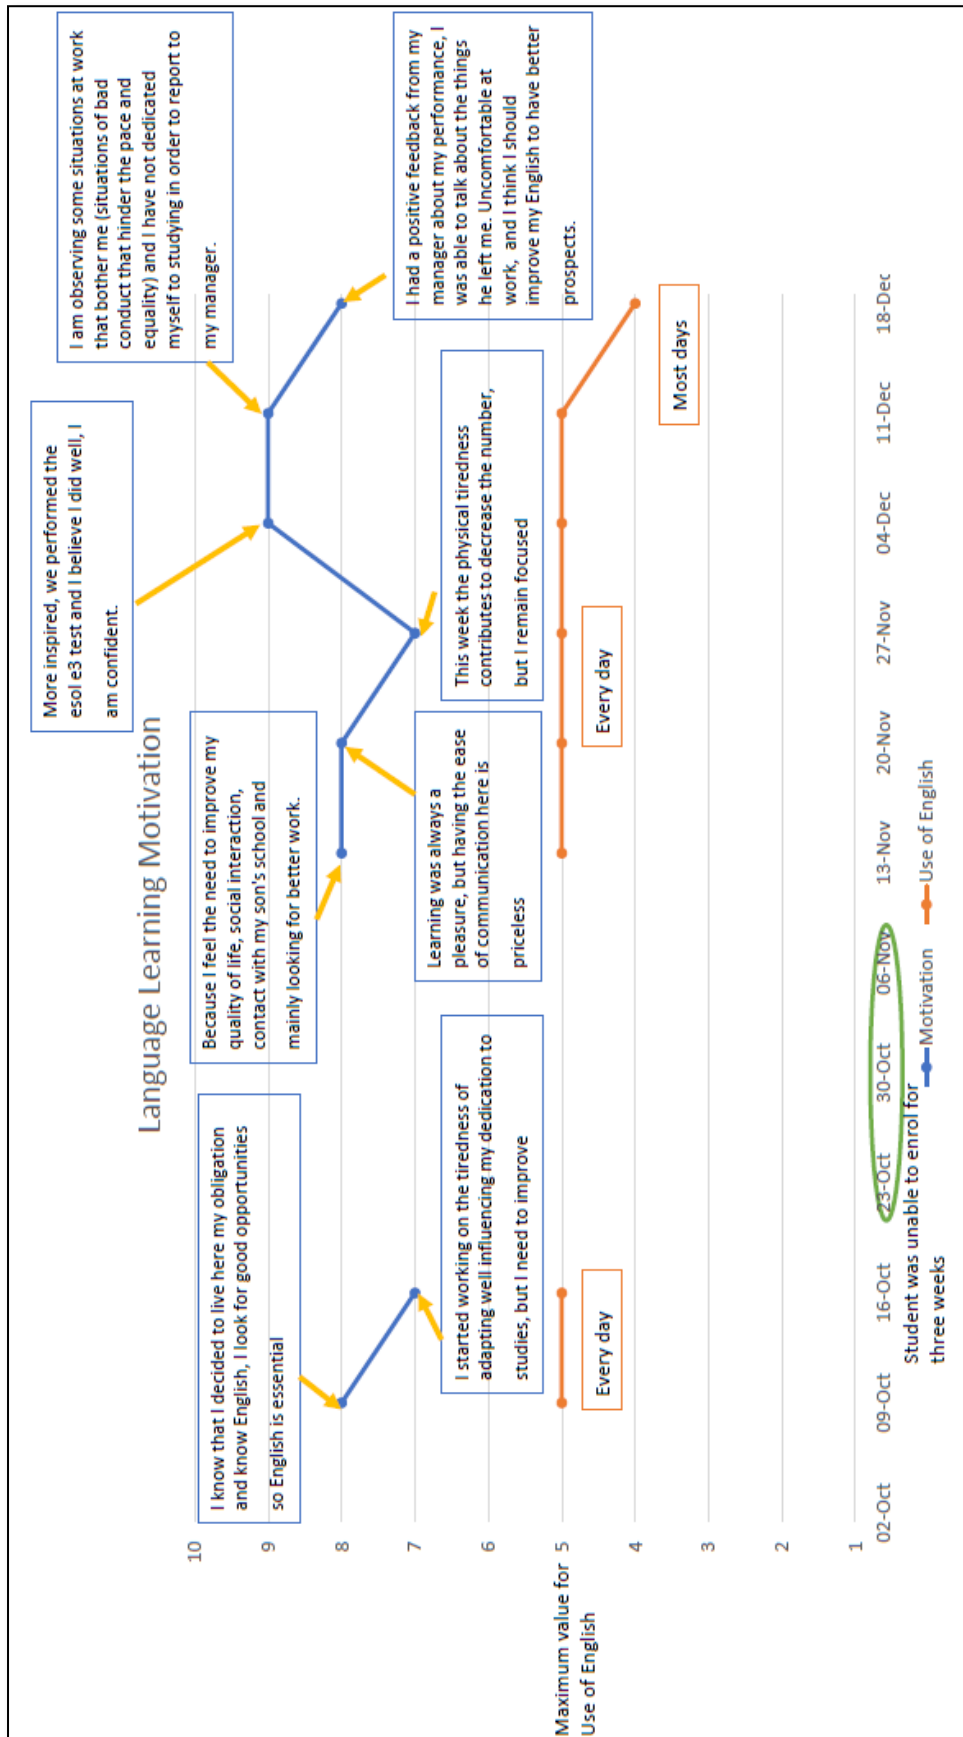 Language Learning Motivation
I know that I decided to live here my obligation
and know English, I look for good opportunities
so English is essential
Because I feel the need to improve my
quality of life, social interaction,
contact with my son's school and
mainly looking for better work.
More inspired, we performed the
esol e3 test and I believe I did well, I
am confident.
I am observing some situations at work
that bother me (situations of bad
conduct that hinder the pace and
equality) and I have not dedicated
myself to studying in order to report to
my manager.
I started working on the tiredness of
adapting well influencing my dedication to
studies, but I need to improve
Learning was always a
pleasure, but having the ease
of communication here is
priceless
This week the physical tiredness
contributes to decrease the number,
but I remain focused
I had a positive feedback from my
manager about my performance, I
was able to talk about the things
he left me. Uncomfortable at
work, and I think I should
improve my English to have better
prospects.
10
9
8
7
6
5
4
3
2
1
Maximum value for
Use of English
Every day
Every day
Most days
02-Oct
09-Oct
16-Oct
23-Oct
30-Oct
06-Nov
13-Nov
20-Nov
27-Nov
04-Dec
11-Dec
18-Dec
Student was unable to enrol for
three weeks
Motivation
Use of English